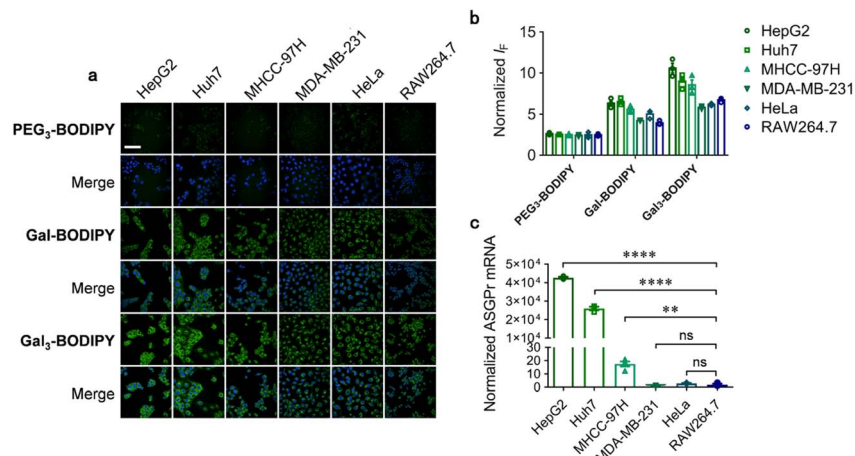 a
HepG2
Huh7
MHCC-97H
MDA-MB-231
HeLa
RAW264.7
PEG₃-BODIPY
Merge
Gal-BODIPY
Merge
Gal₃-BODIPY
Merge
b
Normalized I_F
15
10
5
0
PEG₃-BODIPY
Gal-BODIPY
Gal₃-BODIPY
HepG2
Huh7
MHCC-97H
MDA-MB-231
HeLa
RAW264.7
c
Normalized ASGPr mRNA
5×10⁴
4×10⁴
3×10⁴
2×10⁴
1×10⁴
30
20
10
0
****
****
**
ns
ns
HepG2
Huh7
MHCC-97H
MDA-MB-231
HeLa
RAW264.7